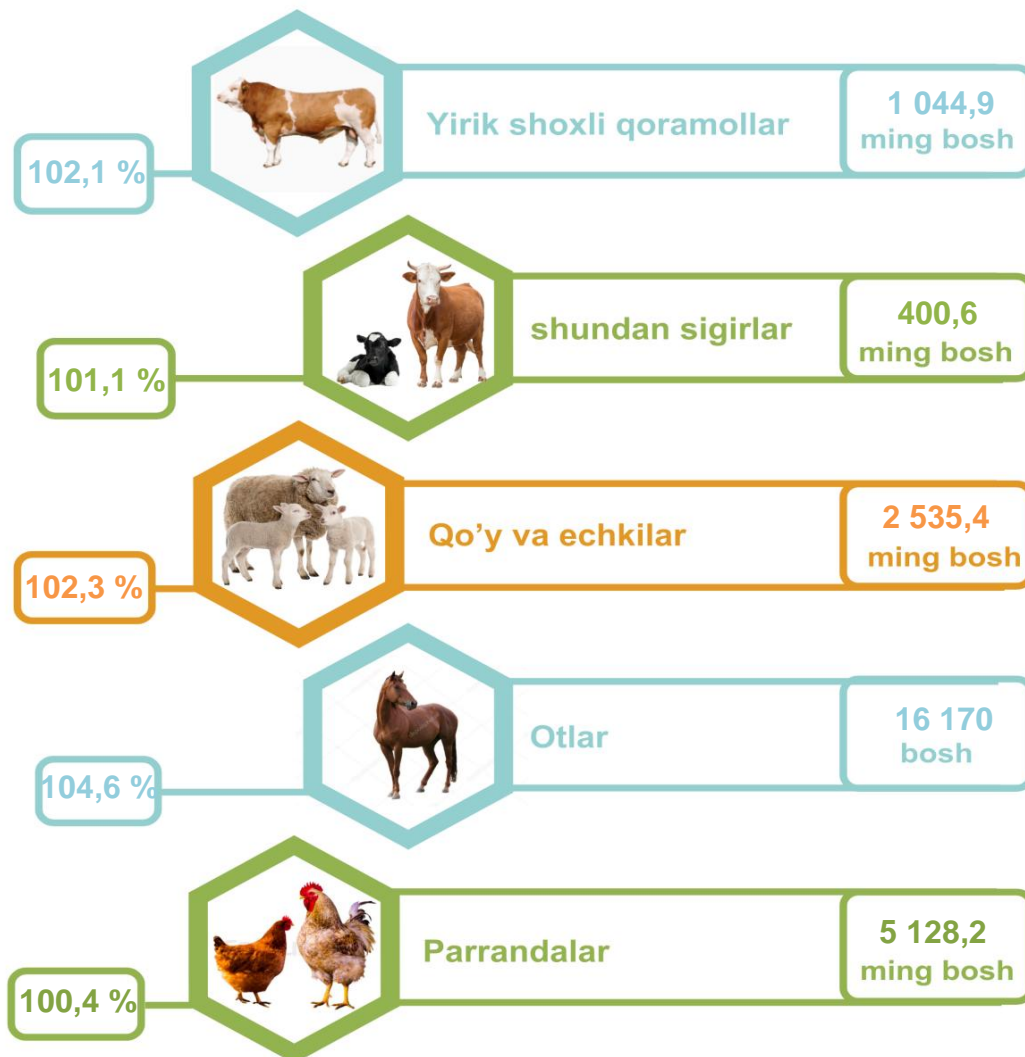 Yirik shoxli qoramollar
1 044,9
ming bosh
102,1 %
shundan sigirlar
400,6
ming bosh
101,1 %
Qo’y va echkilar
2 535,4
ming bosh
102,3 %
Otlar
16 170
bosh
104,6 %
Parrandalar
5 128,2
ming bosh
100,4 %